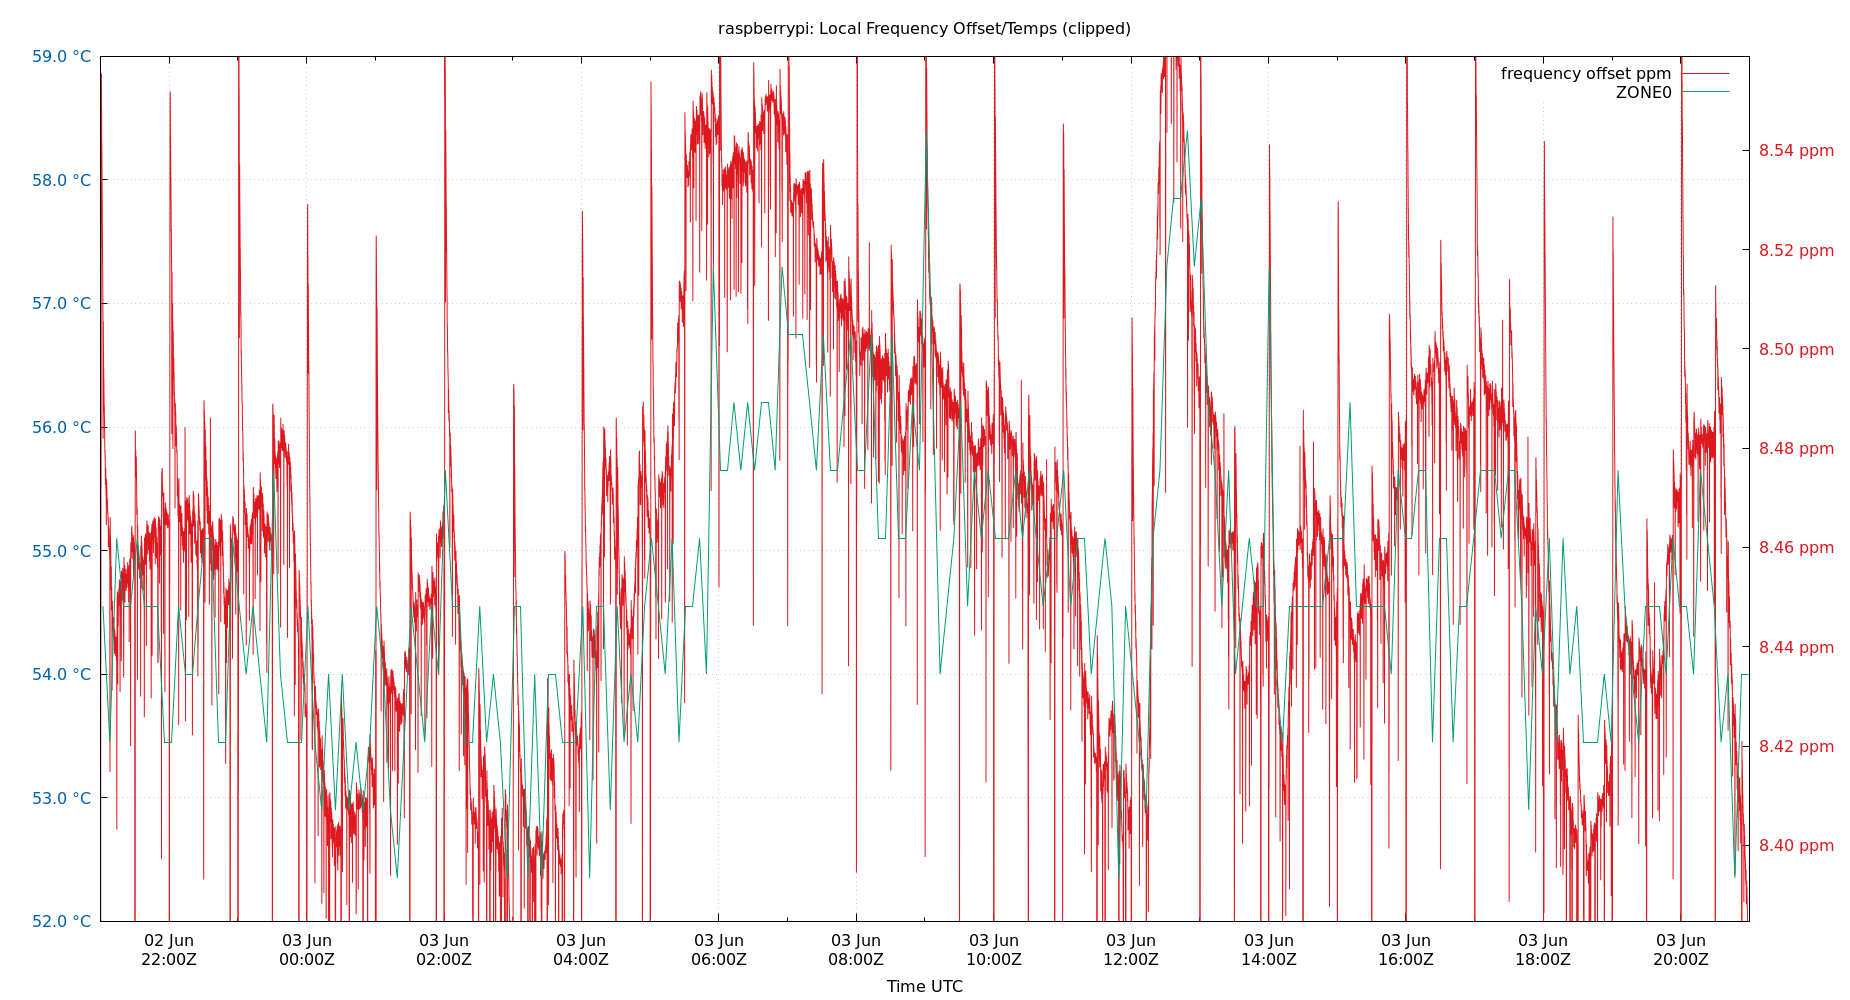 raspberrypi: Local Frequency Offset/Temps (clipped)
frequency offset ppm
ZONE0
59.0 °C
58.0 °C
57.0 °C
56.0 °C
55.0 °C
54.0 °C
53.0 °C
52.0 °C
8.54 ppm
8.52 ppm
8.50 ppm
8.48 ppm
8.46 ppm
8.44 ppm
8.42 ppm
8.40 ppm
02 Jun
22:00Z
03 Jun
00:00Z
03 Jun
02:00Z
03 Jun
04:00Z
03 Jun
06:00Z
03 Jun
08:00Z
03 Jun
10:00Z
03 Jun
12:00Z
03 Jun
14:00Z
03 Jun
16:00Z
03 Jun
18:00Z
03 Jun
20:00Z
Time UTC